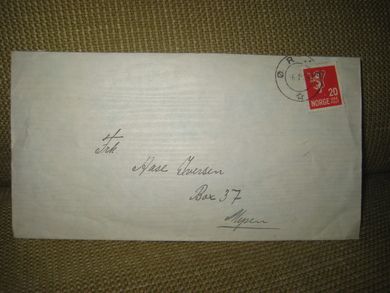 20
NORGE
Frk
Aase Iversen
Box 37
Mysen